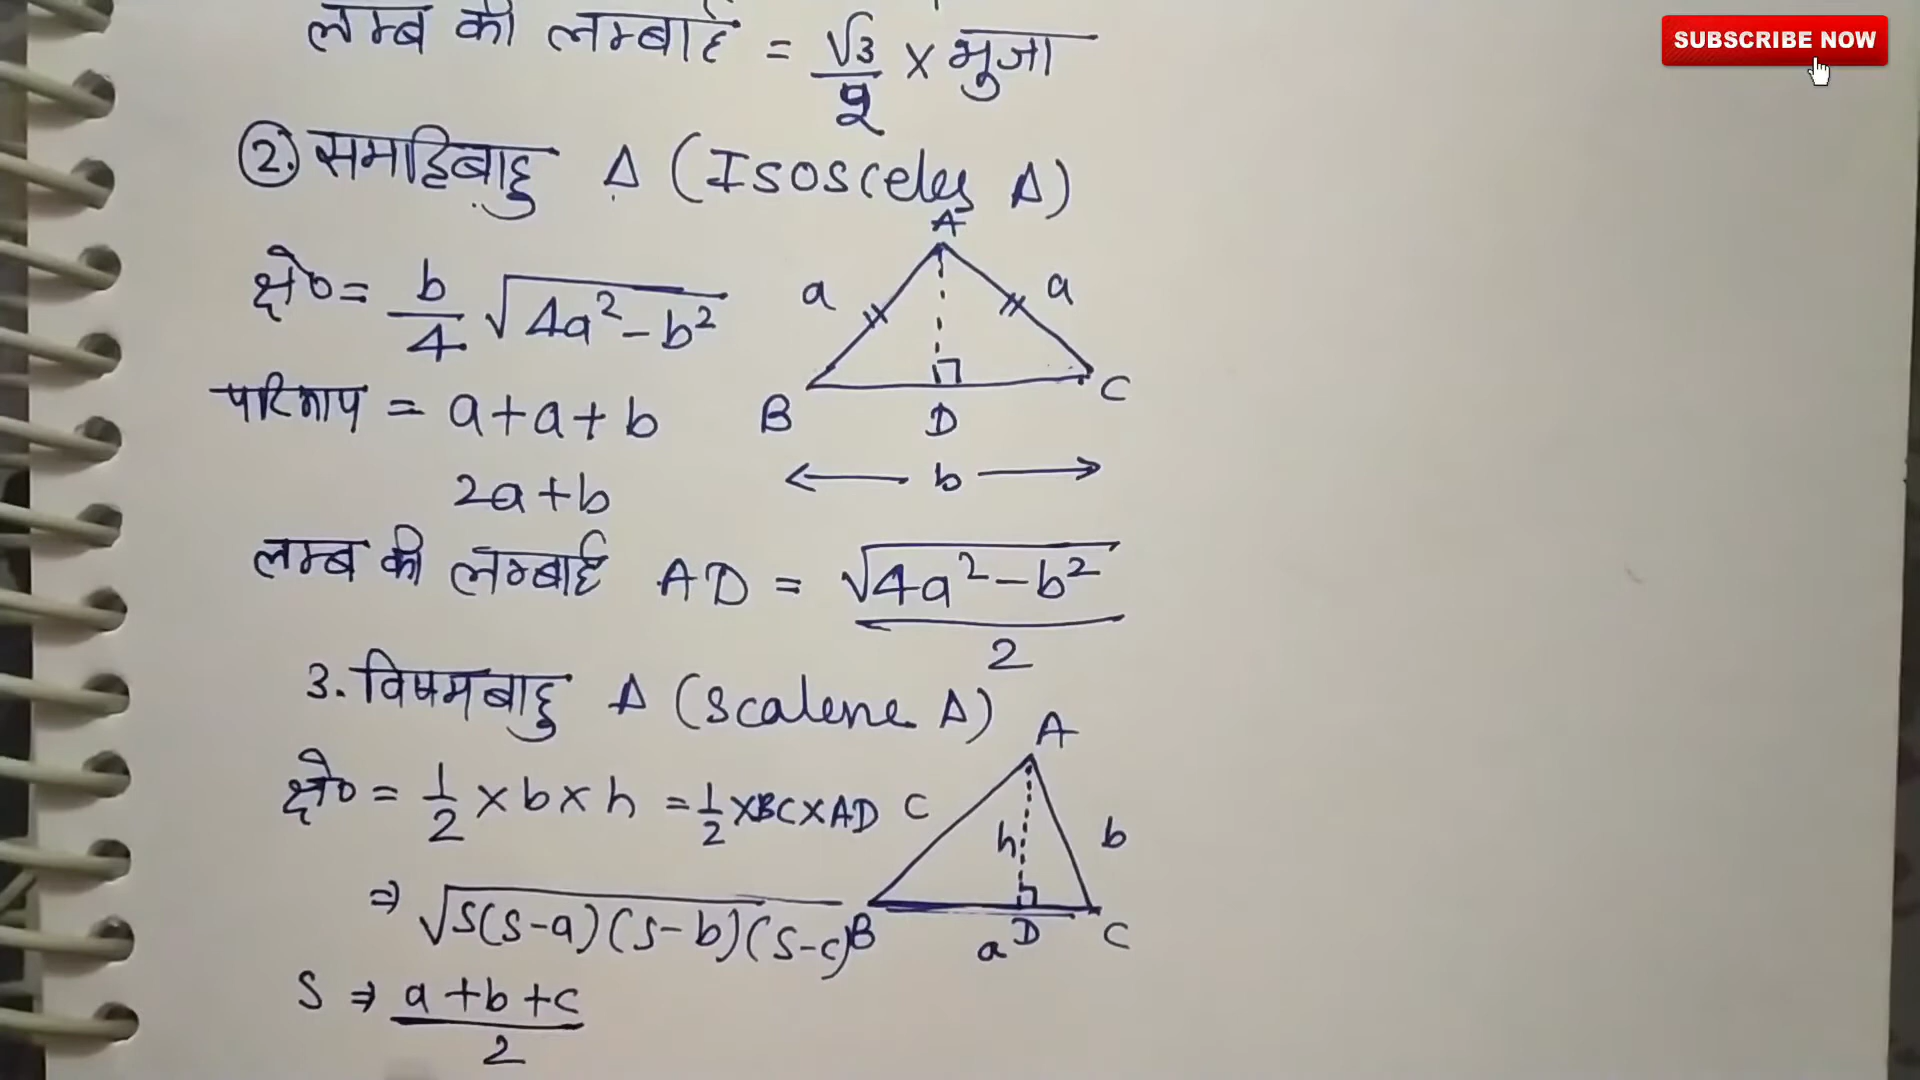 SUBSCRIBE NOW
लम्ब की लम्बाई = √3/2 × भुजा
2. समद्विबाहु Δ (Isosceles Δ)
A
a a
क्षे० = b/4 √(4a² - b²)
परिमाप = a + a + b
B D C
b
2a + b
लम्ब की लम्बाई AD = √(4a² - b²)/2
3. विषमबाहु Δ (Scalene Δ)
A
क्षे० = 1/2 × b × h = 1/2 × BC × AD
C h b
⇒ √S(S-a)(S-b)(S-c)
B a D C
S ⇒ a + b + c/2